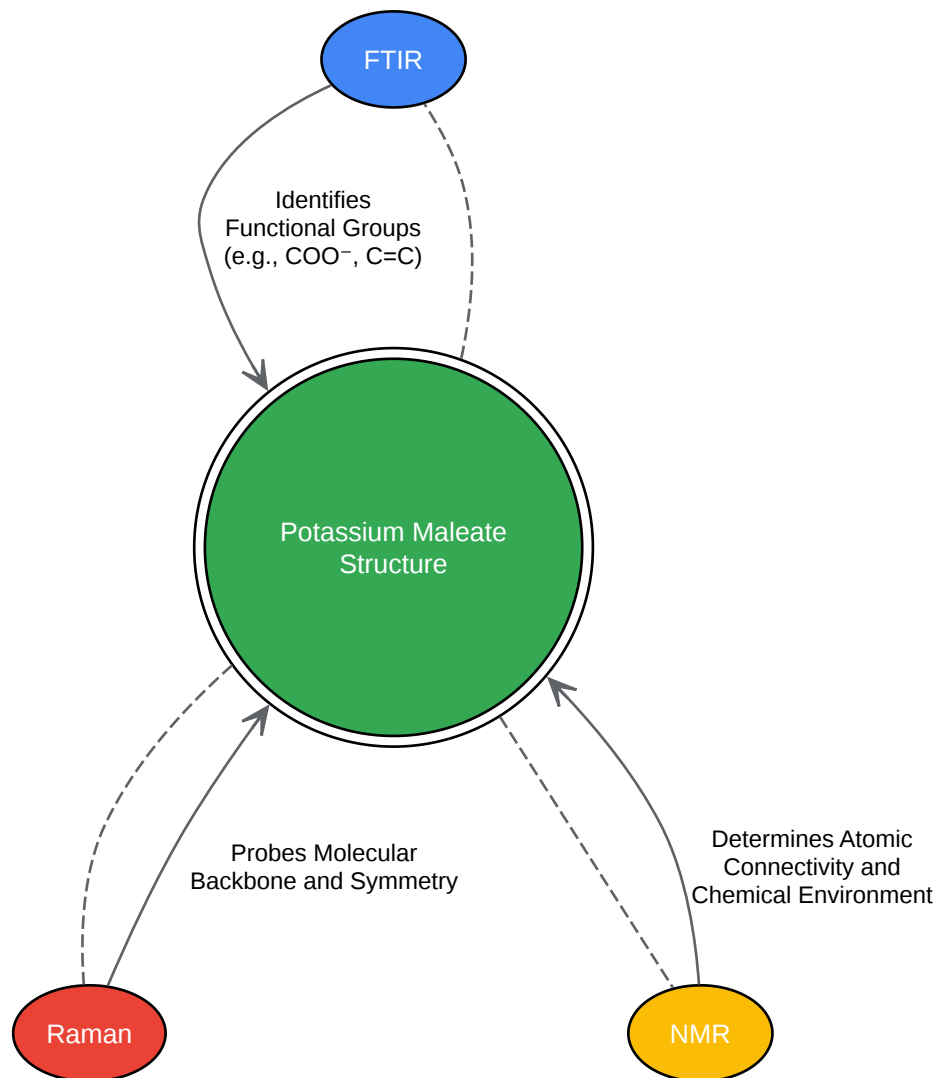 FTIR
Identifies
Functional Groups
(e.g., COO⁻, C=C)
Potassium Maleate
Structure
Probes Molecular
Backbone and Symmetry
Determines Atomic
Connectivity and
Chemical Environment
Raman
NMR